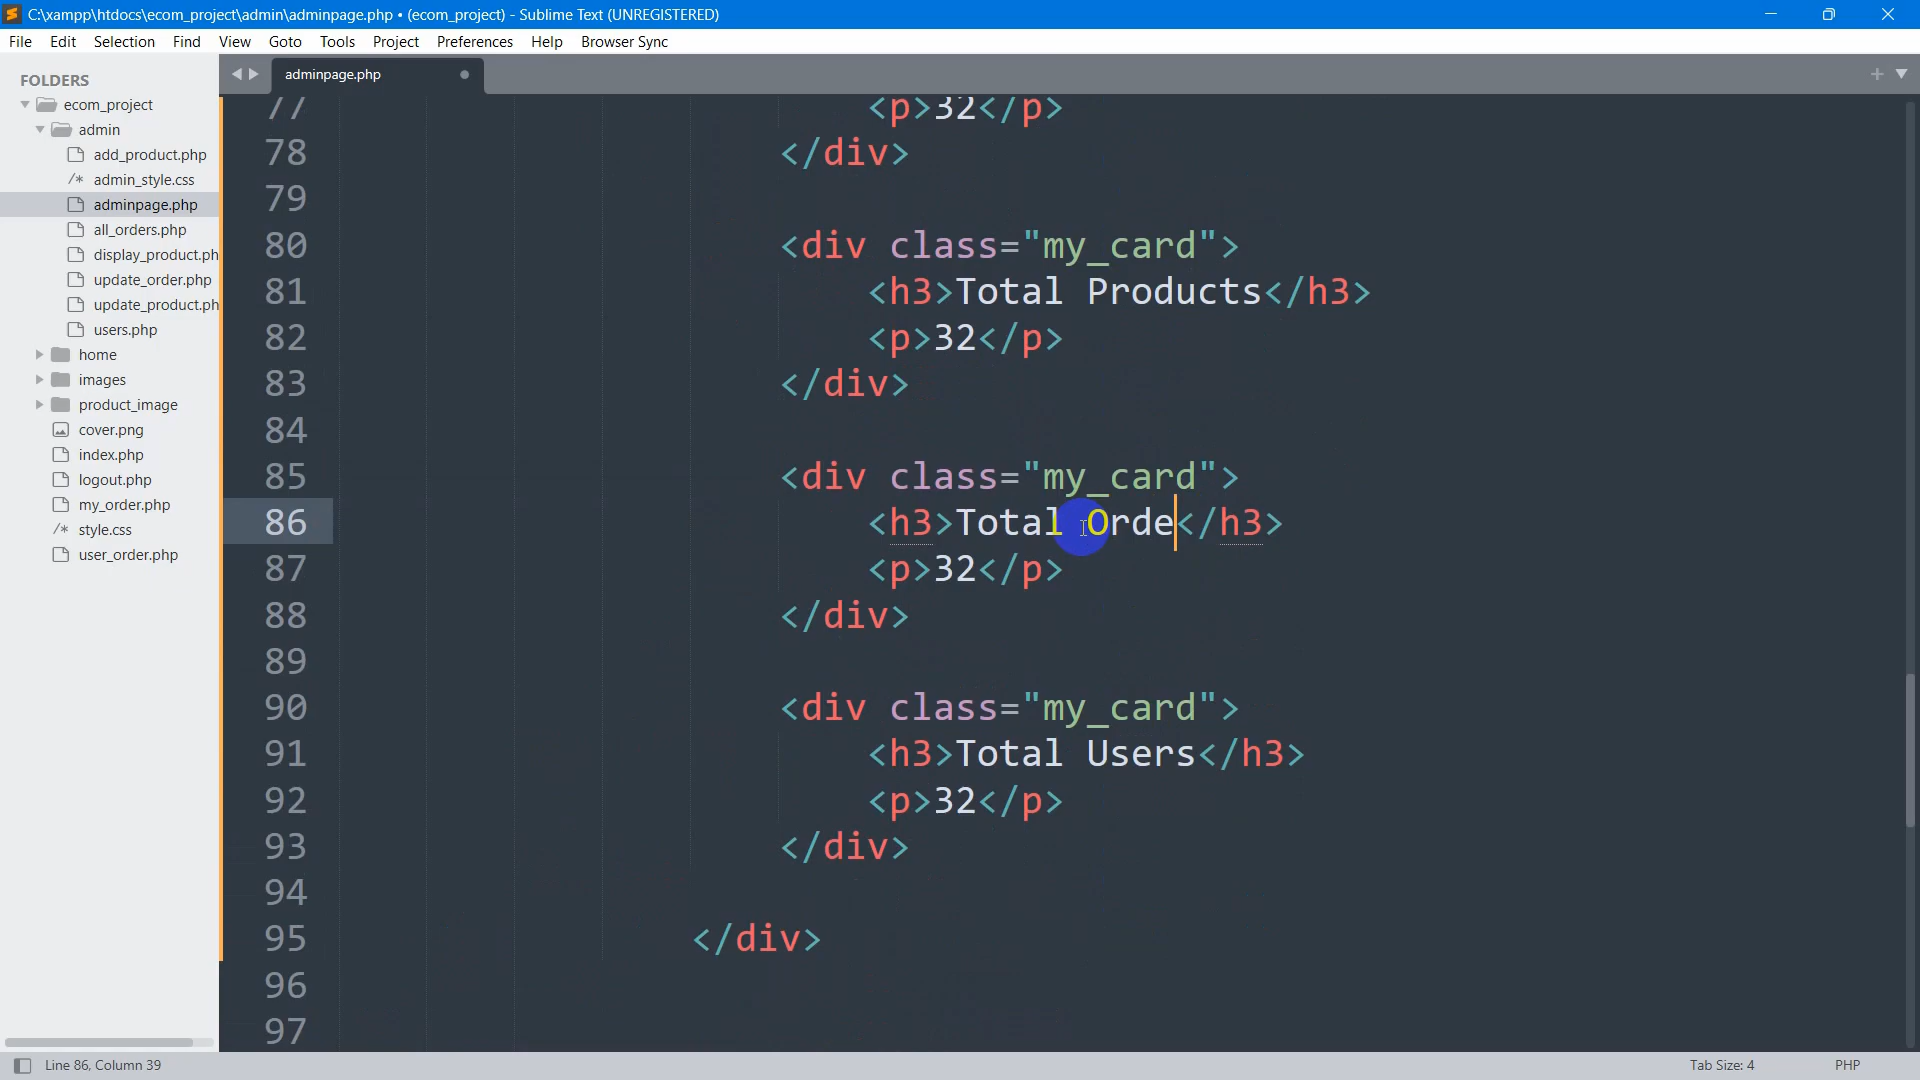 C:\xampp\htdocs\ecom_project\admin\adminpage.php • (ecom_project) - Sublime Text (UNREGISTERED)
File Edit Selection Find View Goto Tools Project Preferences Help Browser Sync
FOLDERS
ecom_project
admin
add_product.php
/* admin_style.css
adminpage.php
all_orders.php
display_product.ph
update_order.php
update_product.ph
users.php
home
images
product_image
cover.png
index.php
logout.php
my_order.php
/* style.css
user_order.php
adminpage.php
77 <p>32</p>
78 </div>
79
80 <div class="my_card">
81 <h3>Total Products</h3>
82 <p>32</p>
83 </div>
84
85 <div class="my_card">
86 <h3>Total Orde</h3>
87 <p>32</p>
88 </div>
89
90 <div class="my_card">
91 <h3>Total Users</h3>
92 <p>32</p>
93 </div>
94
95 </div>
96
97
Line 86, Column 39
Tab Size: 4
PHP